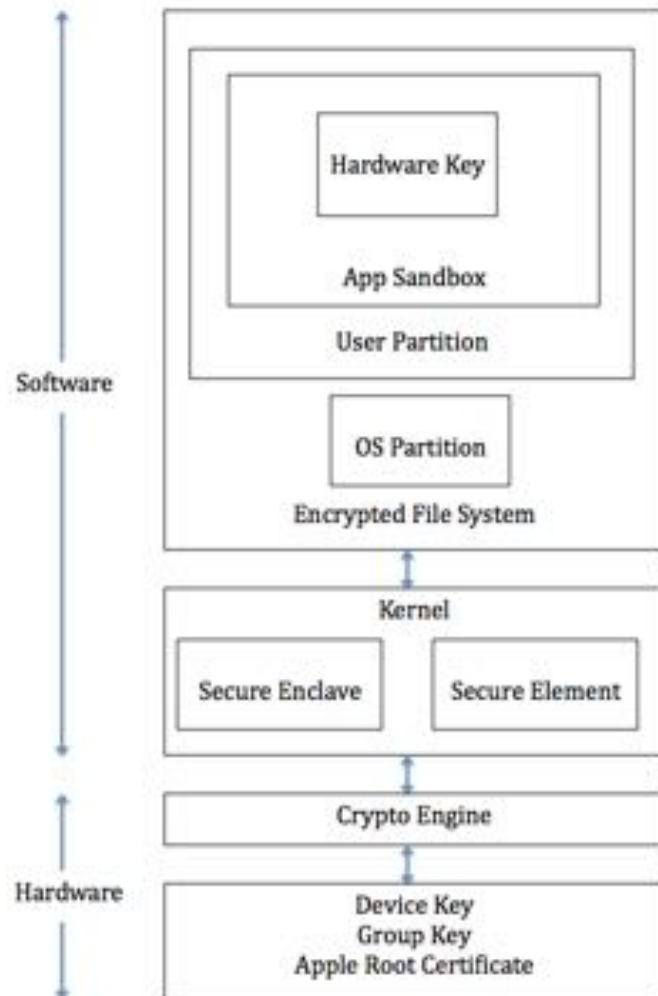 Hardware Key
App Sandbox
User Partition
Software
OS Partition
Encrypted File System
Kernel
Secure Enclave
Secure Element
Crypto Engine
Hardware
Device Key
Group Key
Apple Root Certificate